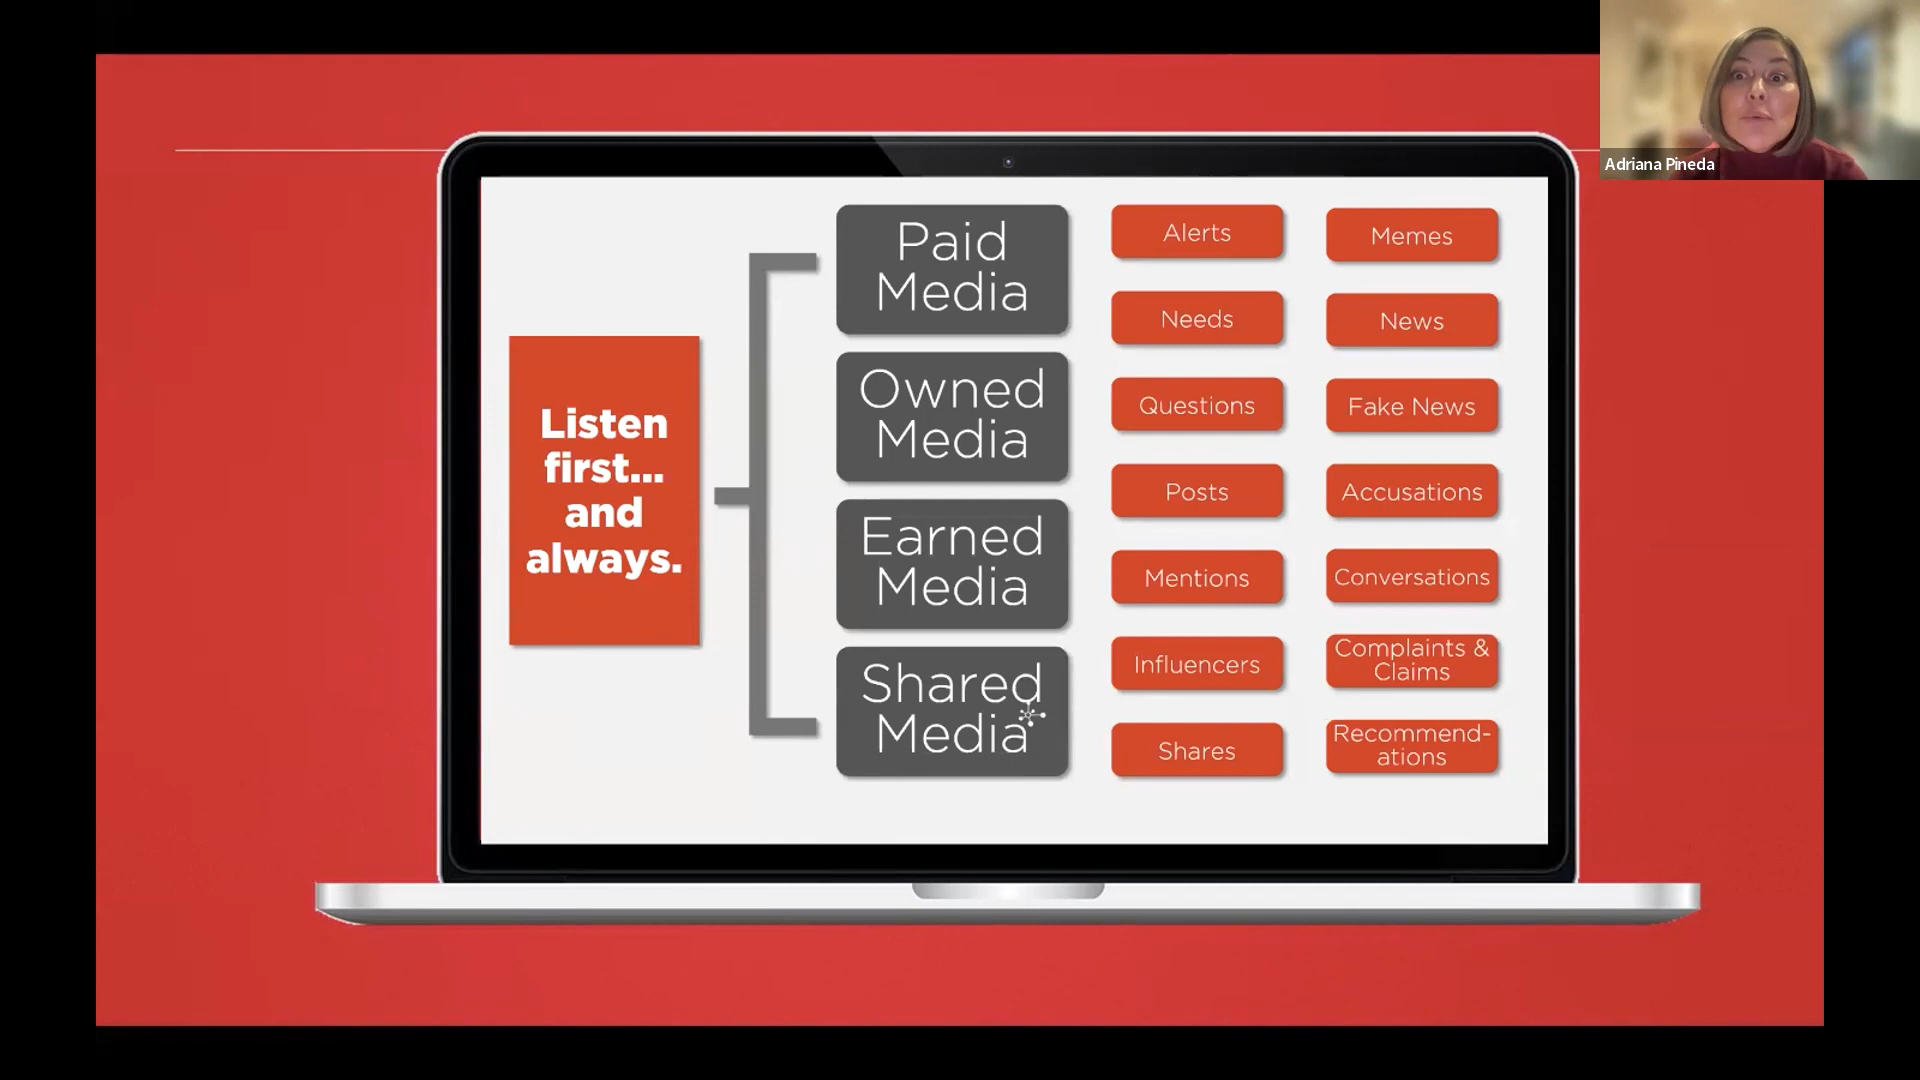 Adriana Pineda
Listen
first...
and
always.
Paid
Media
Owned
Media
Earned
Media
Shared
Media
Alerts
Needs
Questions
Posts
Mentions
Influencers
Shares
Memes
News
Fake News
Accusations
Conversations
Complaints &
Claims
Recommend-
ations